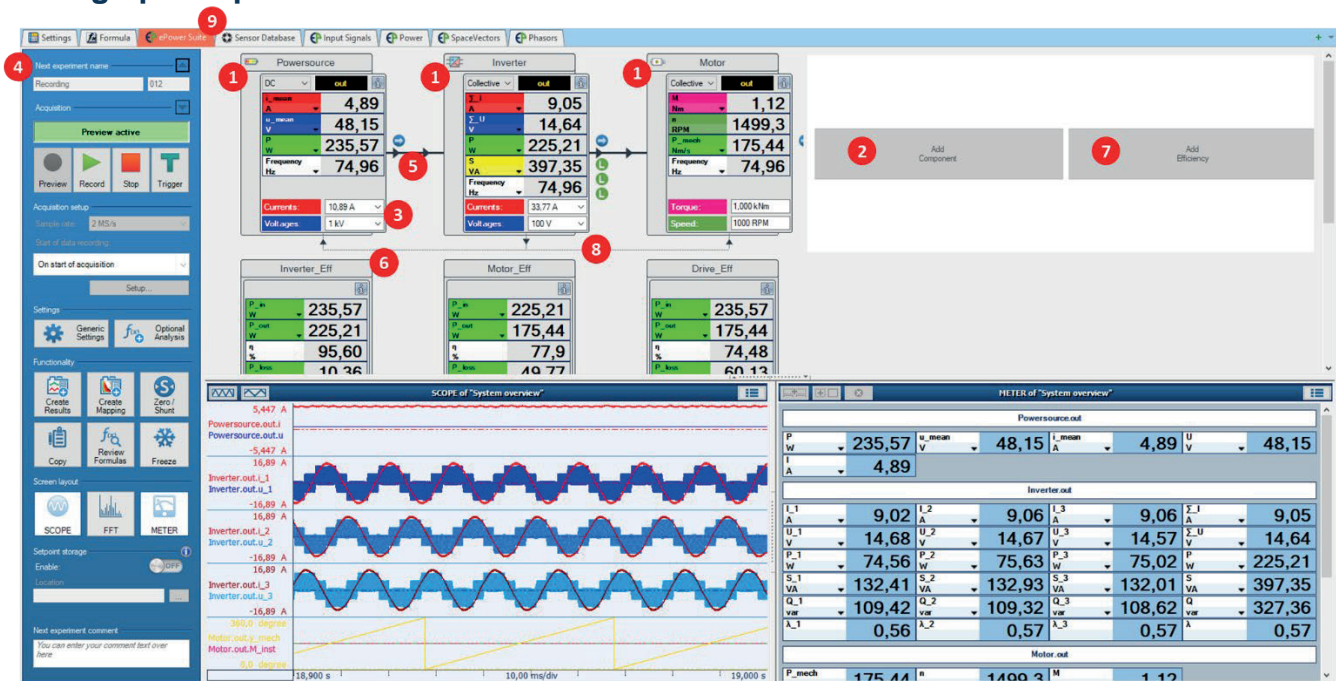 9
Settings Formula ePower Suite Sensor Database Input Signals Power SpaceVectors Phasors
4
Next experiment name
Recording 012
Acquisition
Preview active
Preview Record Stop Trigger
Acquisition setup
Sample rate: 2 MS/s
Start of data recording
On start of acquisition
Setup...
Settings
Generic Settings
Optional Analysis
Functionality
Create Results
Create Mapping
Zero / Shunt
Copy
Review Formulas
Freeze
Screen layout
SCOPE FFT METER
Setpoint storage
Enable: OFF
Location
...
Next experiment comment
You can enter your comment text over
here
1
Powersource
DC out
i_mean A 4,89
u_mean V 48,15
P W 235,57
Frequency Hz 74,96
Currents: 10,89 A
Voltages: 1 kV
5
3
1
Inverter
Collective out
Σ_I A 9,05
Σ_U V 14,64
P W 225,21
S VA 397,35
Frequency Hz 74,96
Currents: 33,77 A
Voltages: 100 V
L
L
1
Motor
Collective out
M Nm 1,12
n RPM 1499,3
P_mech Nm/s 175,44
Frequency Hz 74,96
Torque: 1,000 kNm
Speed: 1000 RPM
2
Add
Component
7
Add
Efficiency
6
8
Inverter_Eff
P_in W 235,57
P_out W 225,21
η % 95,60
P_loss 10,36
Motor_Eff
P_in W 225,21
P_out W 175,44
η % 77,9
P_loss 49,77
Drive_Eff
P_in W 235,57
P_out W 175,44
η % 74,48
P_loss 60,13
SCOPE of "System overview"
5,447 A
Powersource.out.i
Powersource.out.u
-5,447 A
16,89 A
Inverter.out.i_1
Inverter.out.u_1
-16,89 A
16,89 A
Inverter.out.i_2
Inverter.out.u_2
-16,89 A
16,89 A
Inverter.out.i_3
Inverter.out.u_3
-16,89 A
360,0 degree
Motor.out.y_mech
Motor.out.M_inst
0,0 degree
18,900 s 10,00 ms/div 19,000 s
METER of "System overview"
Powersource.out
P W 235,57 u_mean V 48,15 i_mean A 4,89 U V 48,15
I A 4,89
Inverter.out
I_1 A 9,02 I_2 A 9,06 I_3 A 9,06 Σ_I A 9,05
U_1 V 14,68 U_2 V 14,67 U_3 V 14,57 Σ_U V 14,64
P_1 W 74,56 P_2 W 75,63 P_3 W 75,02 P W 225,21
S_1 VA 132,41 S_2 VA 132,93 S_3 VA 132,01 S VA 397,35
Q_1 var 109,42 Q_2 var 109,32 Q_3 var 108,62 Q var 327,36
λ_1 0,56 λ_2 0,57 λ_3 0,57 λ 0,57
Motor.out
P_mech 175,44 n 1499,3 M 1,12